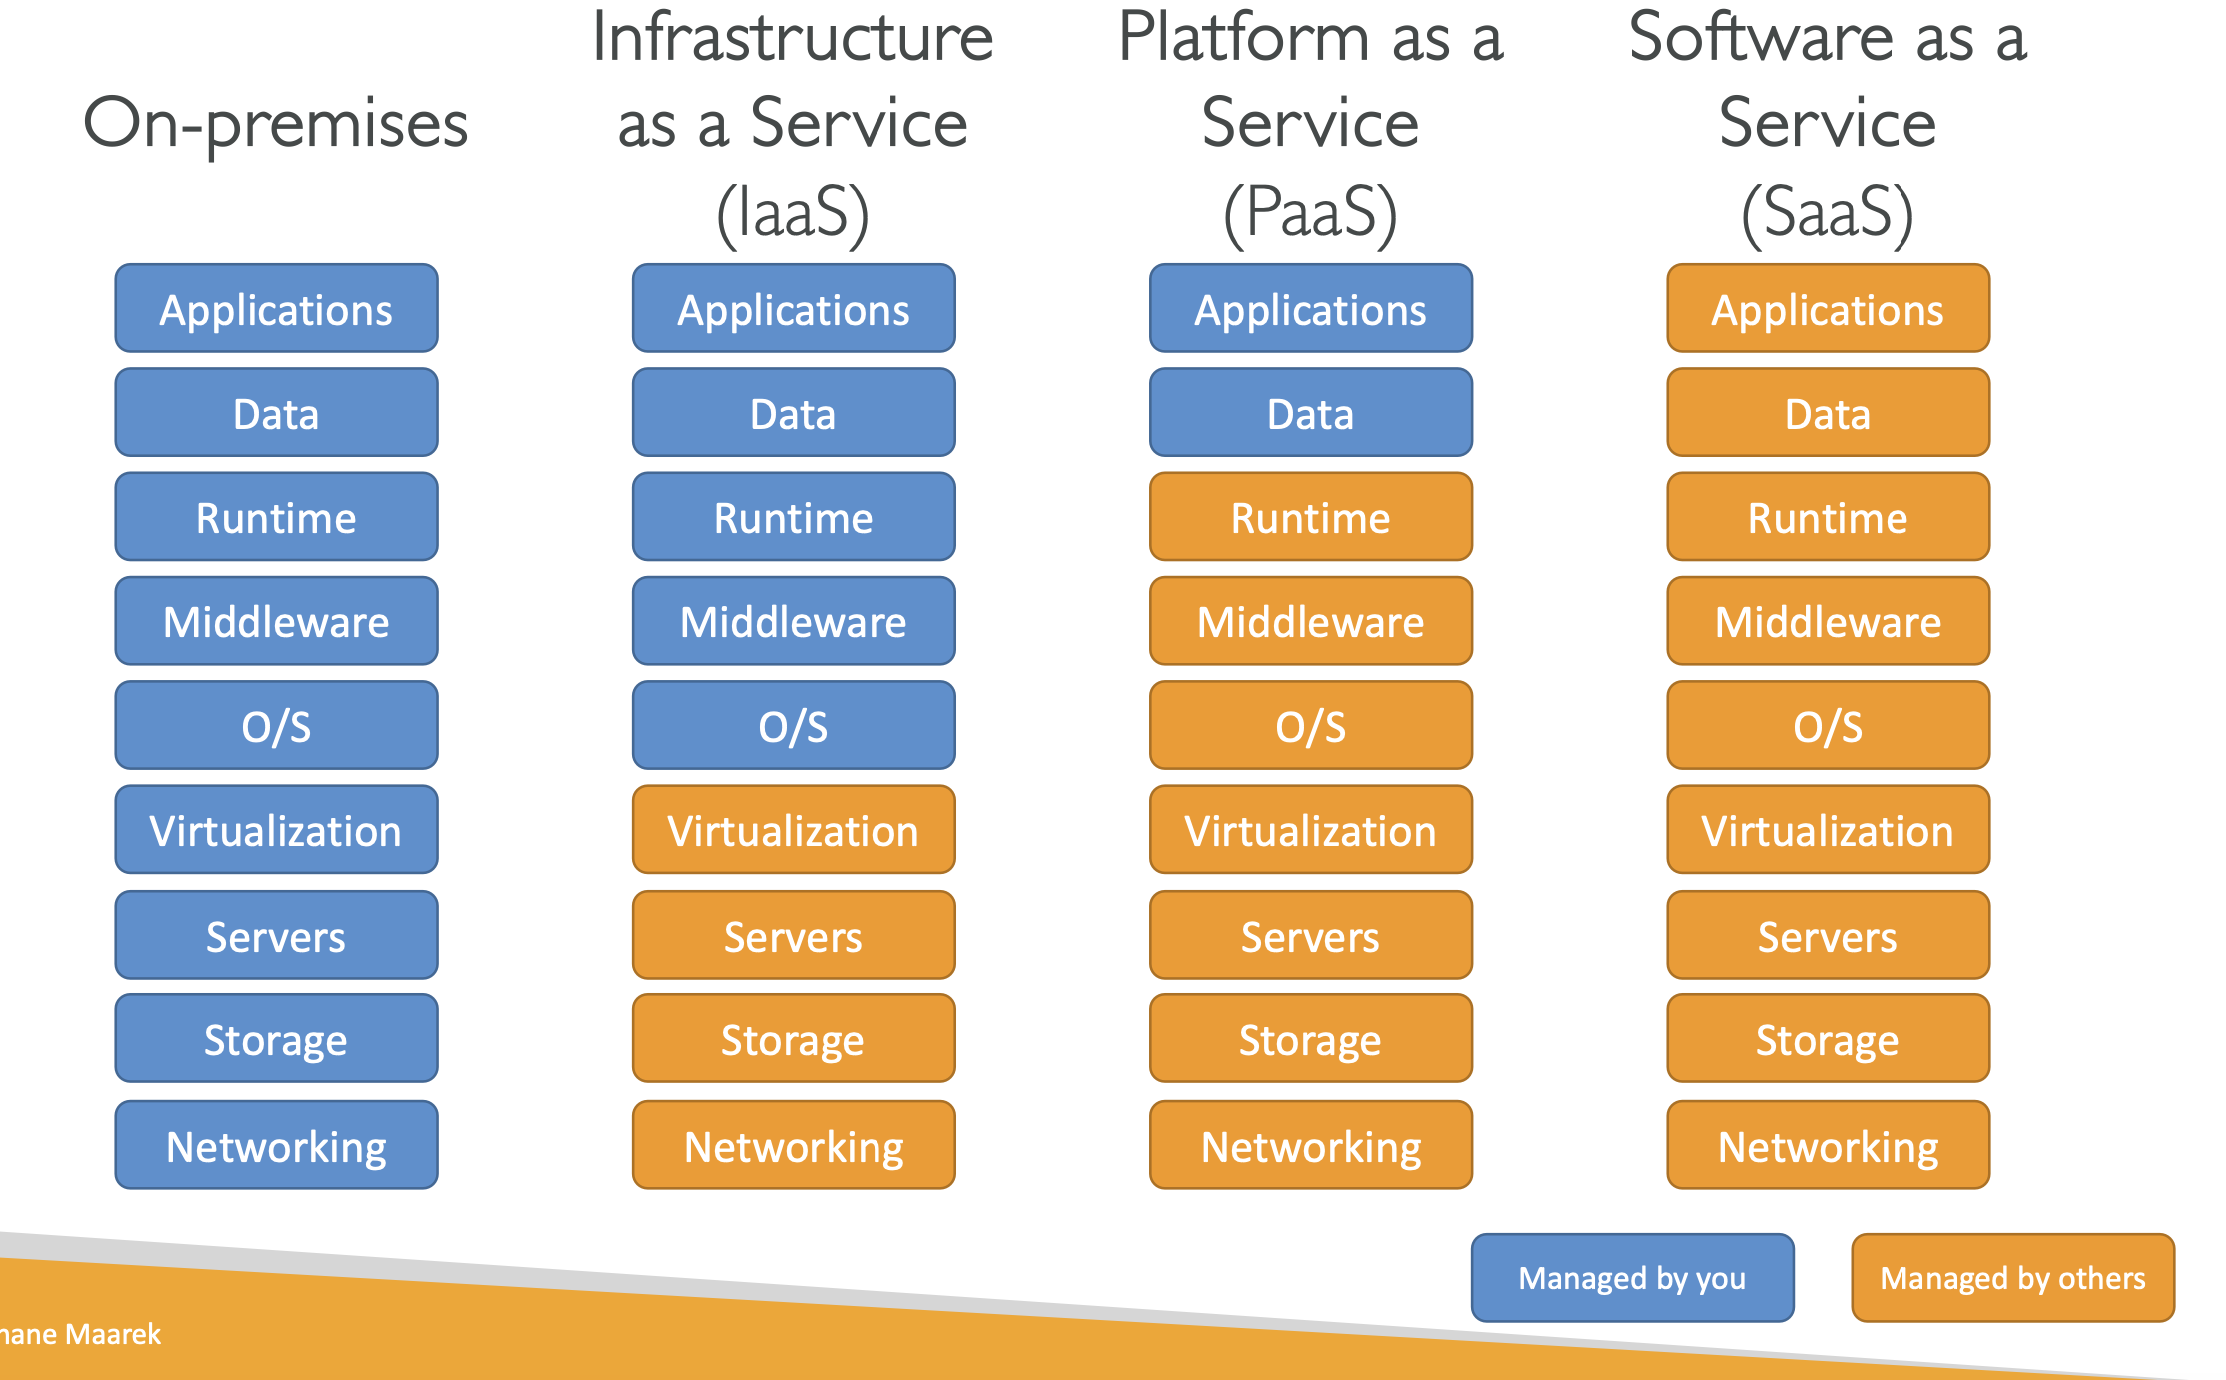 On-premises
Applications
Data
Runtime
Middleware
O/S
Virtualization
Servers
Storage
Networking
Infrastructure
as a Service
(IaaS)
Applications
Data
Runtime
Middleware
O/S
Virtualization
Servers
Storage
Networking
Platform as a
Service
(PaaS)
Applications
Data
Runtime
Middleware
O/S
Virtualization
Servers
Storage
Networking
Software as a
Service
(SaaS)
Applications
Data
Runtime
Middleware
O/S
Virtualization
Servers
Storage
Networking
Managed by you
Managed by others
Maarek